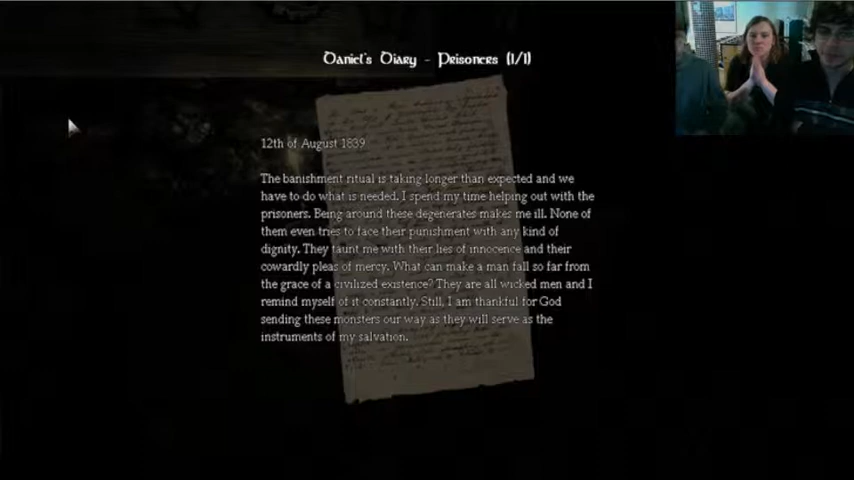 Daniel's Diary - Prisoners (1/1)
12th of August 1839
The banishment ritual is taking longer than expected and we
have to do what is needed. I spend my time helping out with the
prisoners. Being around these degenerates makes me ill. None of
them even tries to face their punishment with any kind of
dignity. They taunt me with their lies of innocence and their
cowardly pleas of mercy. What can make a man fall so far from
the grace of a civilized existence? They are all wicked men and I
remind myself of it constantly. Still, I am thankful for God
sending these monsters our way as they will serve as the
instruments of my salvation.